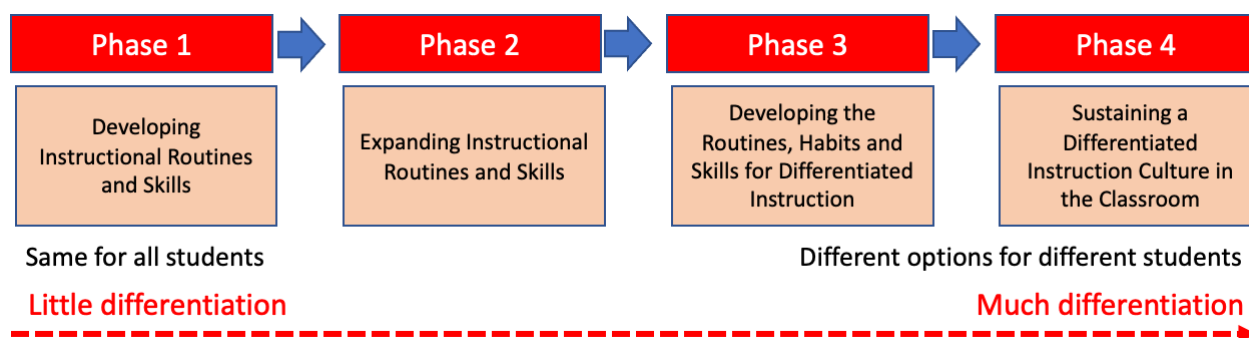 Phase 1
Phase 2
Phase 3
Phase 4
Developing
Instructional Routines
and Skills
Expanding Instructional
Routines and Skills
Developing the
Routines, Habits and
Skills for Differentiated
Instruction
Sustaining a
Differentiated
Instruction Culture in
the Classroom
Same for all students
Different options for different students
Little differentiation
Much differentiation